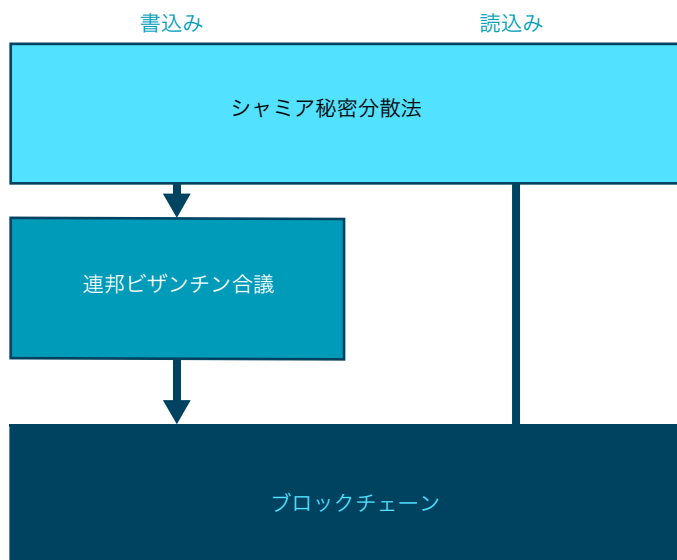 書込み
読込み
シャミア秘密分散法
連邦ビザンチン合議
ブロックチェーン